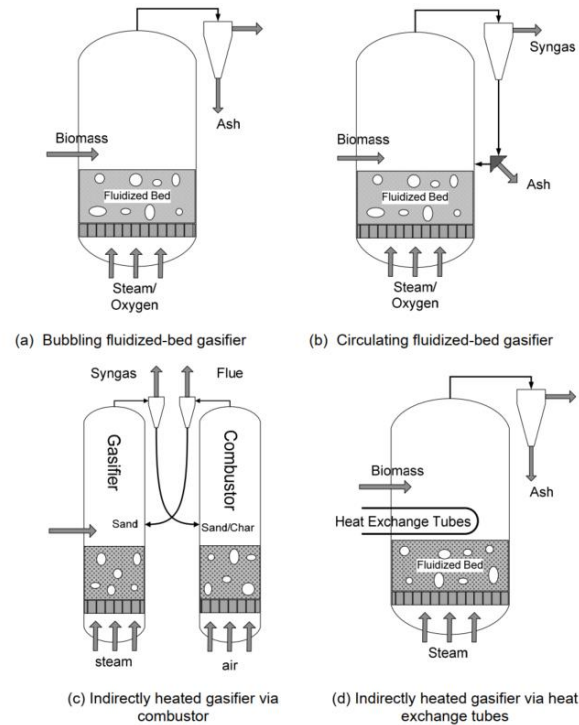 Biomass
Fluidized Bed
Steam/
Oxygen
Ash
(a) Bubbling fluidized-bed gasifier
Syngas
Biomass
Fluidized Bed
Steam/
Oxygen
Ash
(b) Circulating fluidized-bed gasifier
Syngas
Flue
Gasifier
Combustor
Sand
Sand/Char
steam
air
(c) Indirectly heated gasifier via
combustor
Biomass
Ash
Heat Exchange Tubes
Fluidized Bed
Steam
(d) Indirectly heated gasifier via heat
exchange tubes